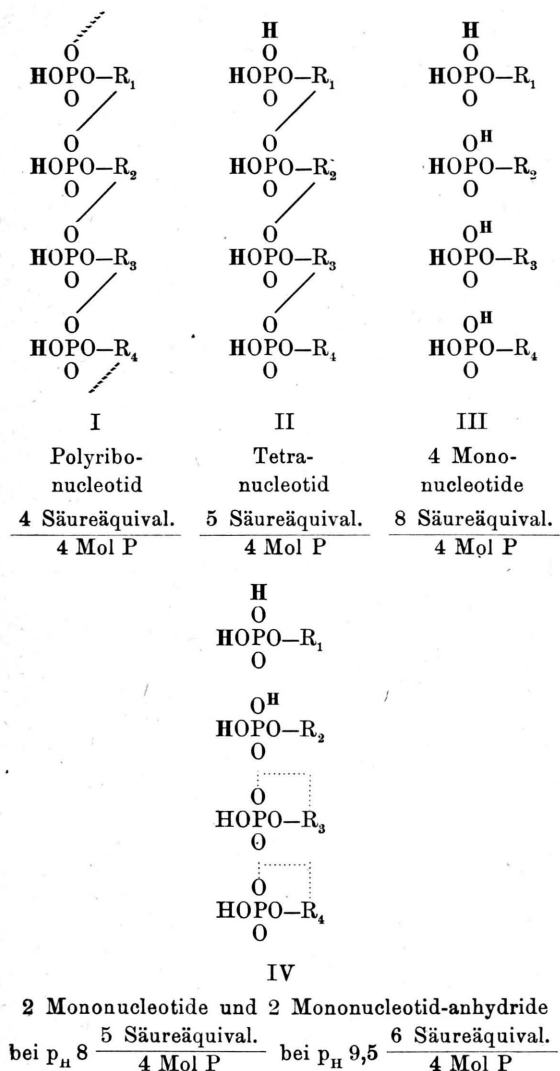 O O H H
HOPO–R₁ HOPO–R₁ HOPO–R₁
O O O
O O OH
HOPO–R₂ HOPO–R₂ HOPO–R₂
O O O
O O OH
HOPO–R₃ HOPO–R₃ HOPO–R₃
O O O
O O OH
HOPO–R₄ HOPO–R₄ HOPO–R₄
O O O
I II III
Polyribo- Tetra- 4 Mono-
nucleotid nucleotid nucleotide
4 Säureäquival. 5 Säureäquival. 8 Säureäquival.
4 Mol P 4 Mol P 4 Mol P
H
O
HOPO–R₁
O
OH
HOPO–R₂
O
O
HOPO–R₃
O
O
HOPO–R₄
O
IV
2 Mononucleotide und 2 Mononucleotid-anhydride
bei pH 8 5 Säureäquival. bei pH 9,5 6 Säureäquival.
4 Mol P 4 Mol P